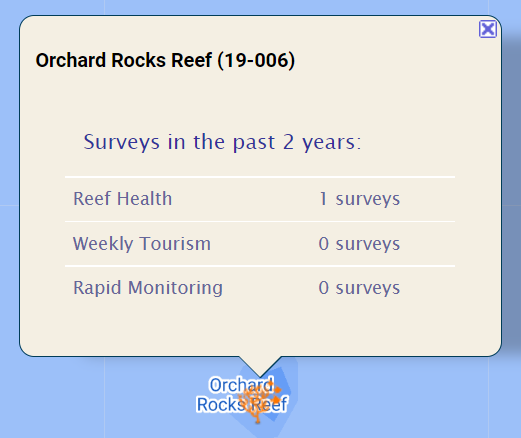 Orchard Rocks Reef (19-006)
Surveys in the past 2 years:
Reef Health 1 surveys
Weekly Tourism 0 surveys
Rapid Monitoring 0 surveys
Orchard
Rocks Reef